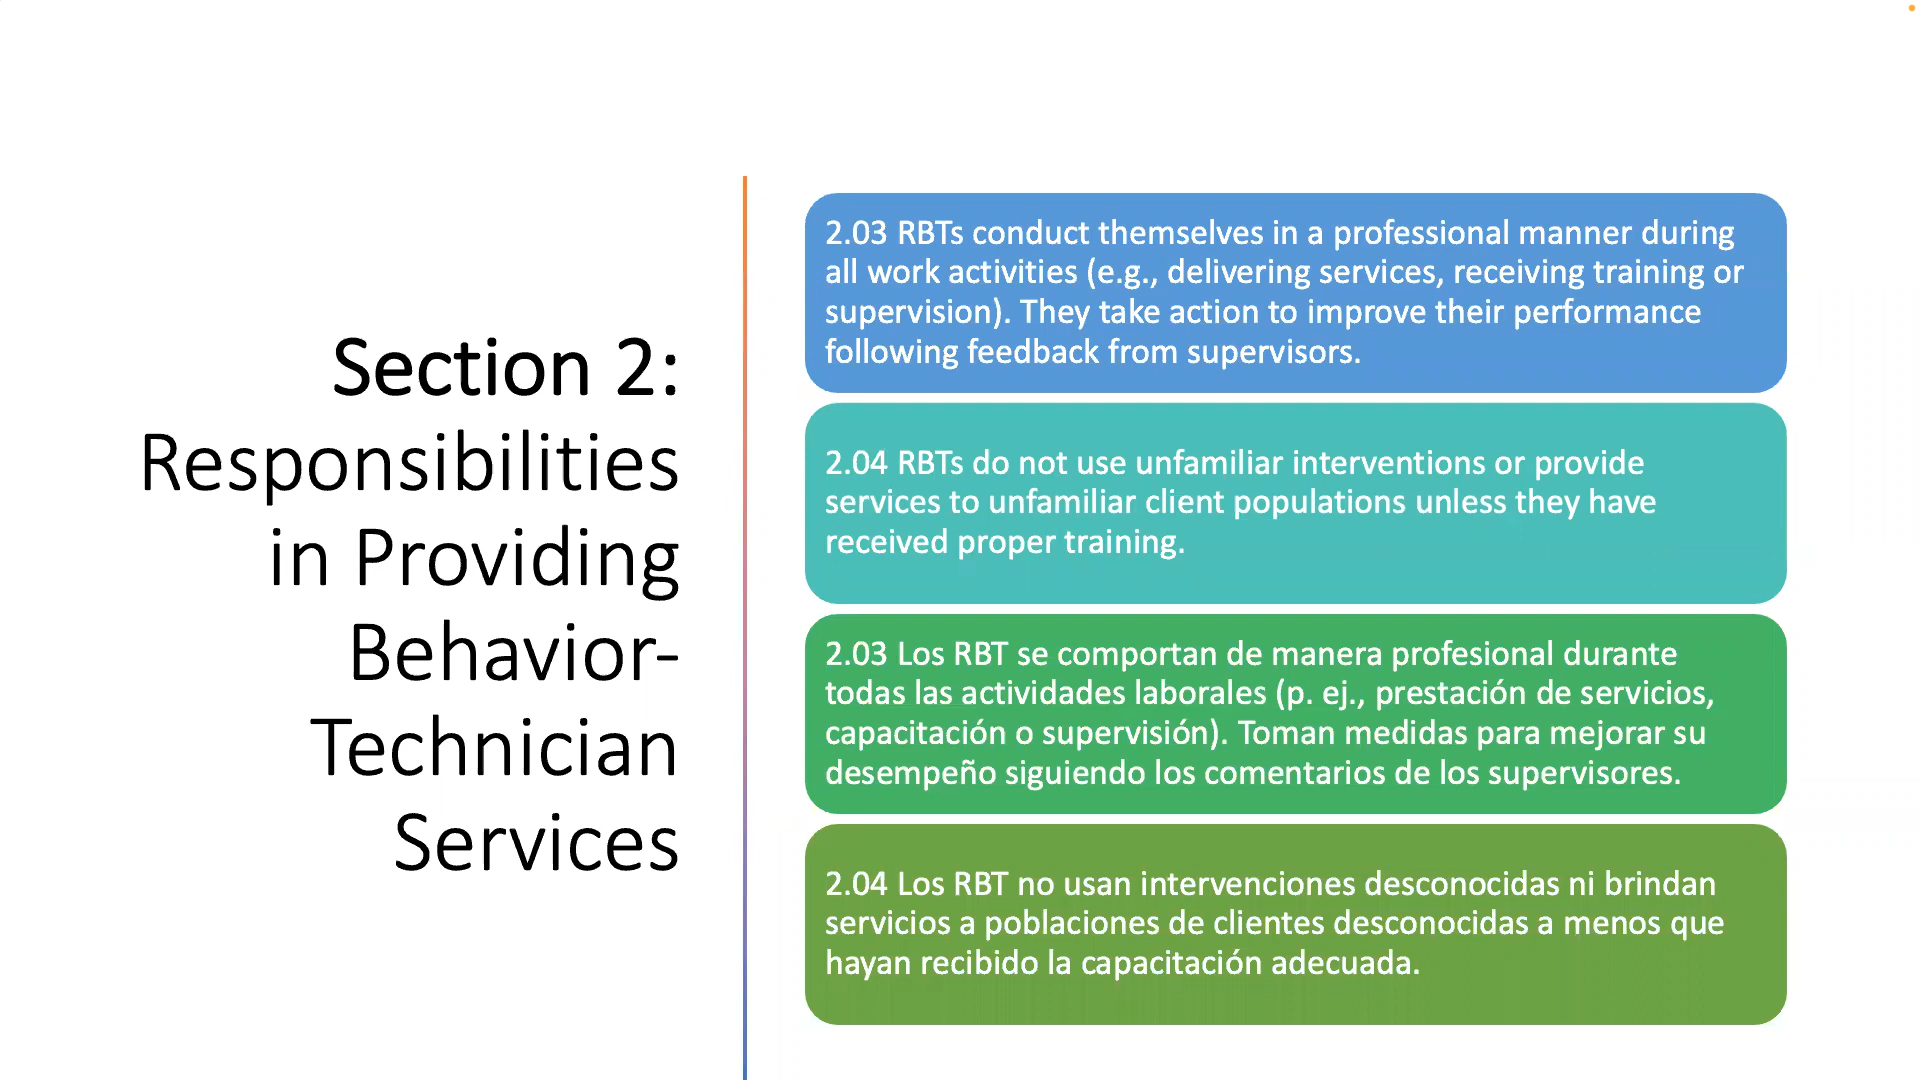 Section 2:
Responsibilities
in Providing
Behavior-
Technician
Services
2.03 RBTs conduct themselves in a professional manner during
all work activities (e.g., delivering services, receiving training or
supervision). They take action to improve their performance
following feedback from supervisors.
2.04 RBTs do not use unfamiliar interventions or provide
services to unfamiliar client populations unless they have
received proper training.
2.03 Los RBT se comportan de manera profesional durante
todas las actividades laborales (p. ej., prestación de servicios,
capacitación o supervisión). Toman medidas para mejorar su
desempeño siguiendo los comentarios de los supervisores.
2.04 Los RBT no usan intervenciones desconocidas ni brindan
servicios a poblaciones de clientes desconocidas a menos que
hayan recibido la capacitación adecuada.